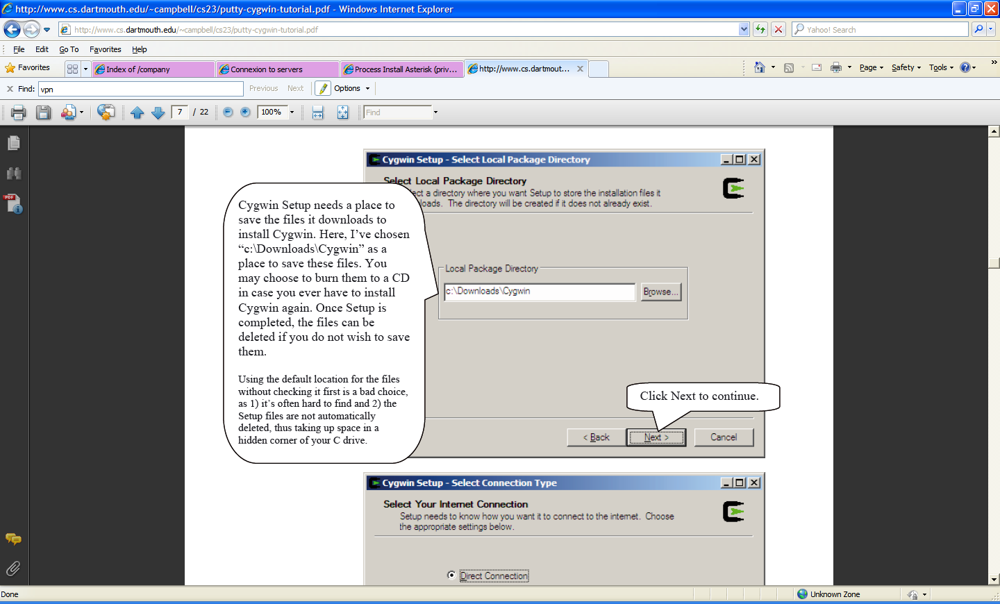 http://www.cs.dartmouth.edu/~campbell/cs23/putty-cygwin-tutorial.pdf - Windows Internet Explorer
http://www.cs.dartmouth.edu/~campbell/cs23/putty-cygwin-tutorial.pdf
Yahoo! Search
File Edit Go To Favorites Help
Favorites
Index of /company
Connexion to servers
Process Install Asterisk (priv...
http://www.cs.dartmout...
Page Safety Tools
»
Find: vpn Previous Next Options
7 / 22 100% Find
Cygwin Setup - Select Local Package Directory
Select Local Package Directory
ect a directory where you want Setup to store the installation files it
loads. The directory will be created if it does not already exist.
Cygwin Setup needs a place to
save the files it downloads to
install Cygwin. Here, I've chosen
“c:\Downloads\Cygwin” as a
place to save these files. You
may choose to burn them to a CD
in case you ever have to install
Cygwin again. Once Setup is
completed, the files can be
deleted if you do not wish to save
them.
Using the default location for the files
without checking it first is a bad choice,
as 1) it's often hard to find and 2) the
Setup files are not automatically
deleted, thus taking up space in a
hidden corner of your C drive.
Local Package Directory
c:\Downloads\Cygwin
Browse...
Click Next to continue.
< Back
Next >
Cancel
Cygwin Setup - Select Connection Type
Select Your Internet Connection
Setup needs to know how you want it to connect to the internet. Choose
the appropriate settings below.
Direct Connection
PDF
Done
Unknown Zone